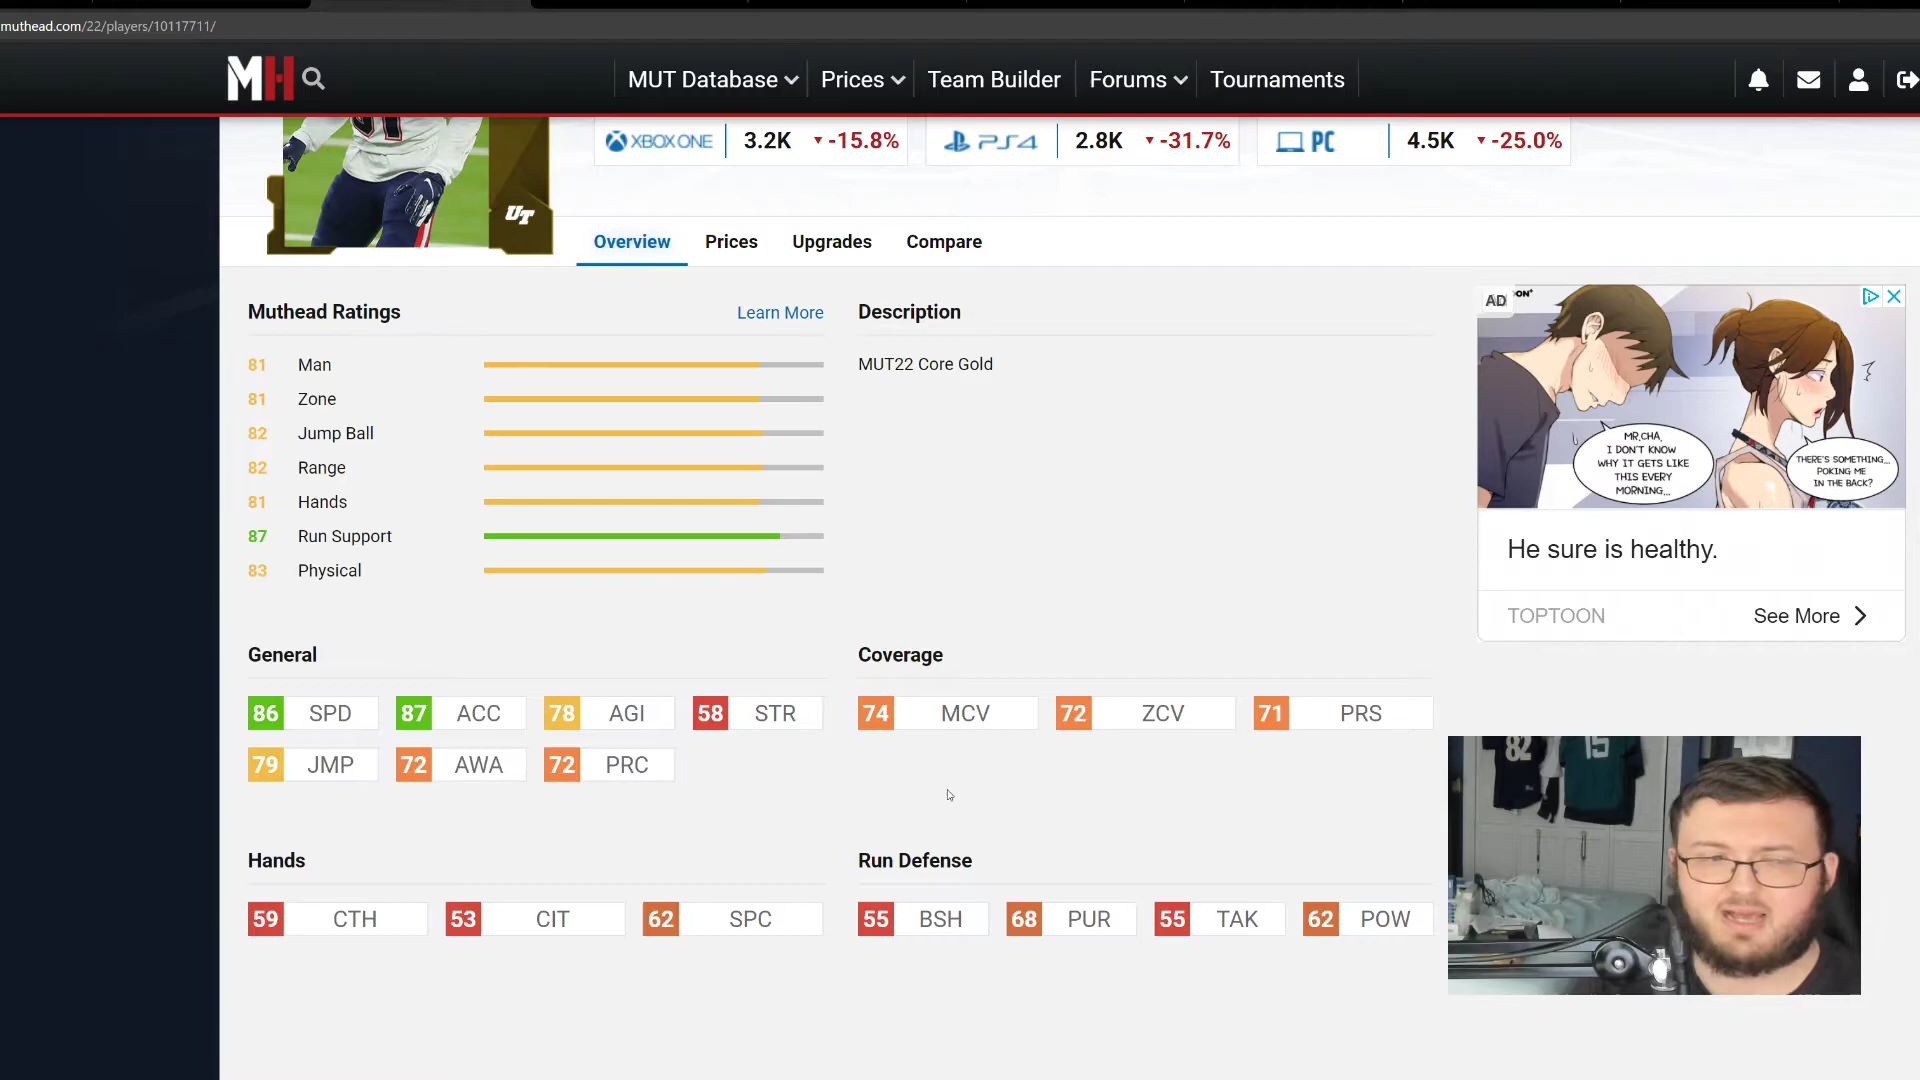 muthead.com/22/players/10117711/
MH
MUT Database
Prices
Team Builder
Forums
Tournaments
XBOX ONE
3.2K
-15.8%
PS4
2.8K
-31.7%
PC
4.5K
-25.0%
UT
Overview
Prices
Upgrades
Compare
Muthead Ratings
Learn More
81 Man
81 Zone
82 Jump Ball
82 Range
81 Hands
87 Run Support
83 Physical
Description
MUT22 Core Gold
AD
MR.CHA,
I DON'T KNOW
WHY IT GETS LIKE
THIS EVERY
MORNING...
THERE'S SOMETHING...
POKING ME
IN THE BACK?
He sure is healthy.
TOPTOON
See More
General
86 SPD 87 ACC 78 AGI 58 STR
79 JMP 72 AWA 72 PRC
Coverage
74 MCV 72 ZCV 71 PRS
Hands
59 CTH 53 CIT 62 SPC
Run Defense
55 BSH 68 PUR 55 TAK 62 POW
82
15